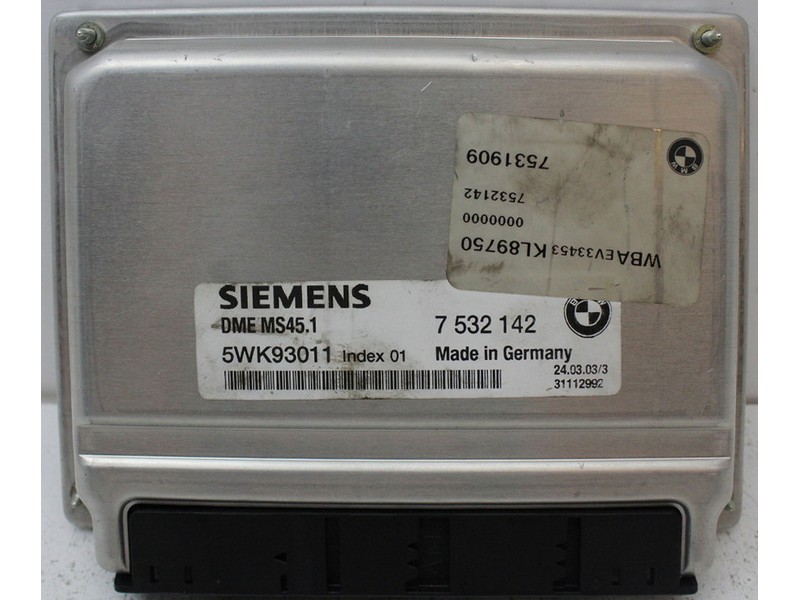 7531909
7532142
0000000
WBAEV33453KL89750
BMW
SIEMENS
DME MS45.1 7 532 142
5WK93011 Index 01 Made in Germany
24.03.03/3
31112992